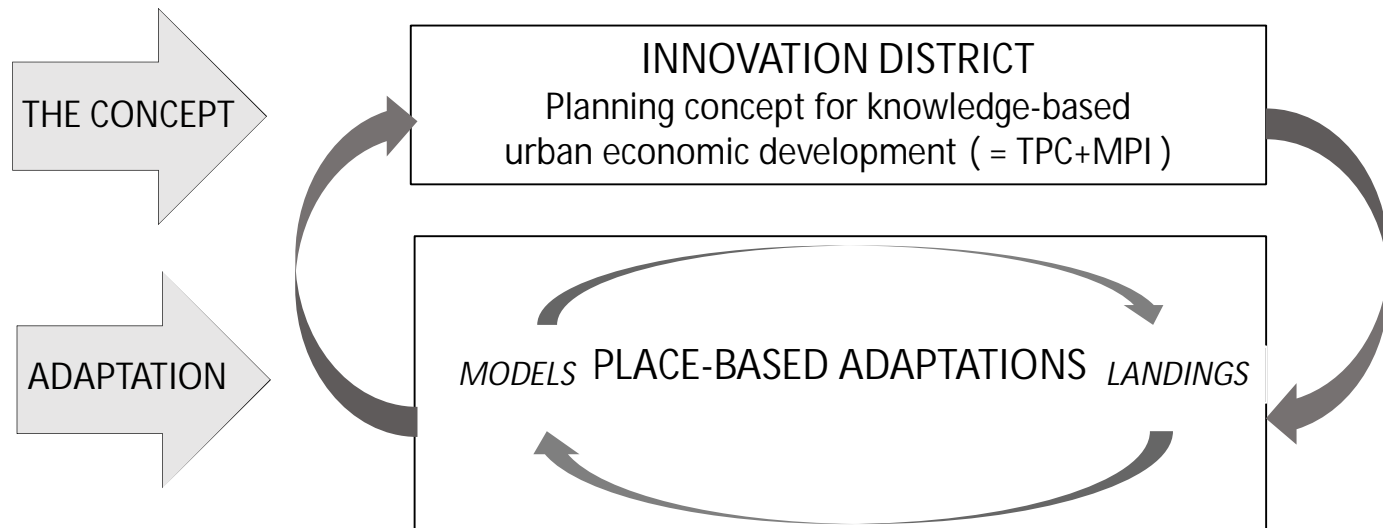 THE CONCEPT
INNOVATION DISTRICT
Planning concept for knowledge-based
urban economic development ( = TPC+MPI )
ADAPTATION
MODELS PLACE-BASED ADAPTATIONS LANDINGS